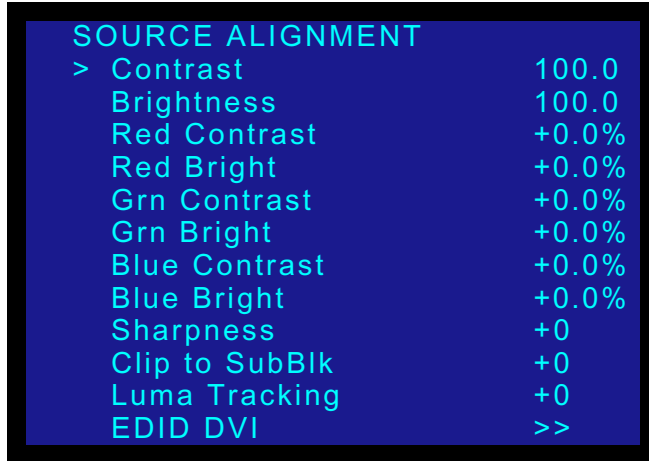 SOURCE ALIGNMENT
> Contrast 100.0
Brightness 100.0
Red Contrast +0.0%
Red Bright +0.0%
Grn Contrast +0.0%
Grn Bright +0.0%
Blue Contrast +0.0%
Blue Bright +0.0%
Sharpness +0
Clip to SubBlk +0
Luma Tracking +0
EDID DVI >>